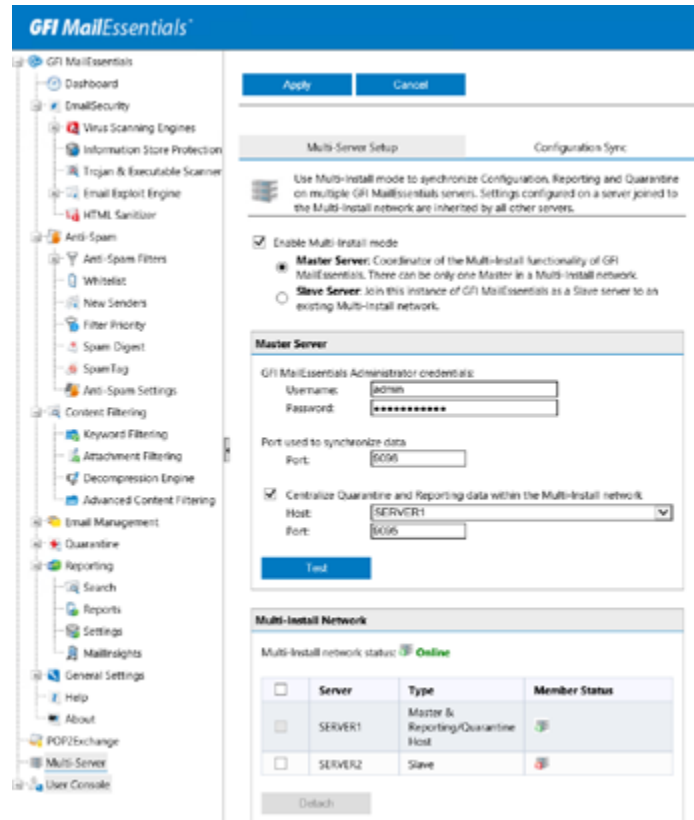 GFI MailEssentials
GFI MailEssentials
Dashboard
EmailSecurity
Virus Scanning Engines
Information Store Protection
Trojan & Executable Scanner
Email Exploit Engine
HTML Sanitizer
Anti-Spam
Anti-Spam Filters
Whitelist
New Senders
Filter Priority
Spam Digest
SpamTag
Anti-Spam Settings
Content Filtering
Keyword Filtering
Attachment Filtering
Decompression Engine
Advanced Content Filtering
Email Management
Quarantine
Reporting
Search
Reports
Settings
MailInsights
General Settings
Help
About
POP2Exchange
Multi-Server
User Console
Apply Cancel
Multi-Server Setup Configuration Sync
Use Multi-Install mode to synchronize Configuration, Reporting and Quarantine
on multiple GFI MailEssentials servers. Settings configured on a server joined to
the Multi-Install network are inherited by all other servers.
Enable Multi-Install mode
Master Server: Coordinator of the Multi-Install functionality of GFI
MailEssentials. There can be only one Master in a Multi-Install network.
Slave Server: Join this instance of GFI MailEssentials as a Slave server to an
existing Multi-Install network.
Master Server
GFI MailEssentials Administrator credentials:
Username: admin
Password: •••••••••••
Port used to synchronize data
Port: 9096
Centralize Quarantine and Reporting data within the Multi-Install network
Host: SERVER1
Port: 9095
Test
Multi-Install Network
Multi-Install network status: Online
Server Type Member Status
SERVER1 Master & Reporting/Quarantine Host
SERVER2 Slave
Detach